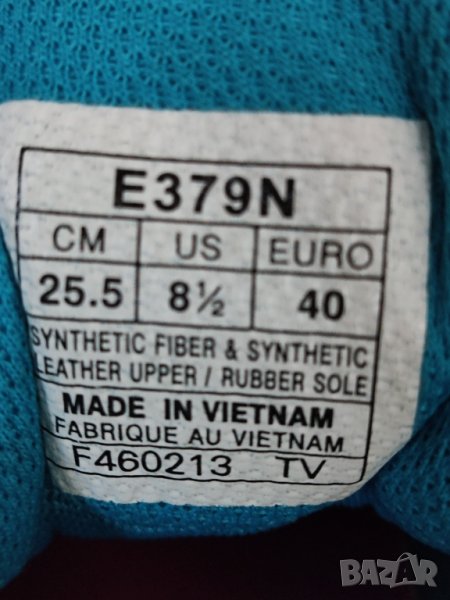 E379N
CM US EURO
25.5 8½ 40
SYNTHETIC FIBER & SYNTHETIC
LEATHER UPPER / RUBBER SOLE
MADE IN VIETNAM
FABRIQUE AU VIETNAM
F460213 TV
BAZAR